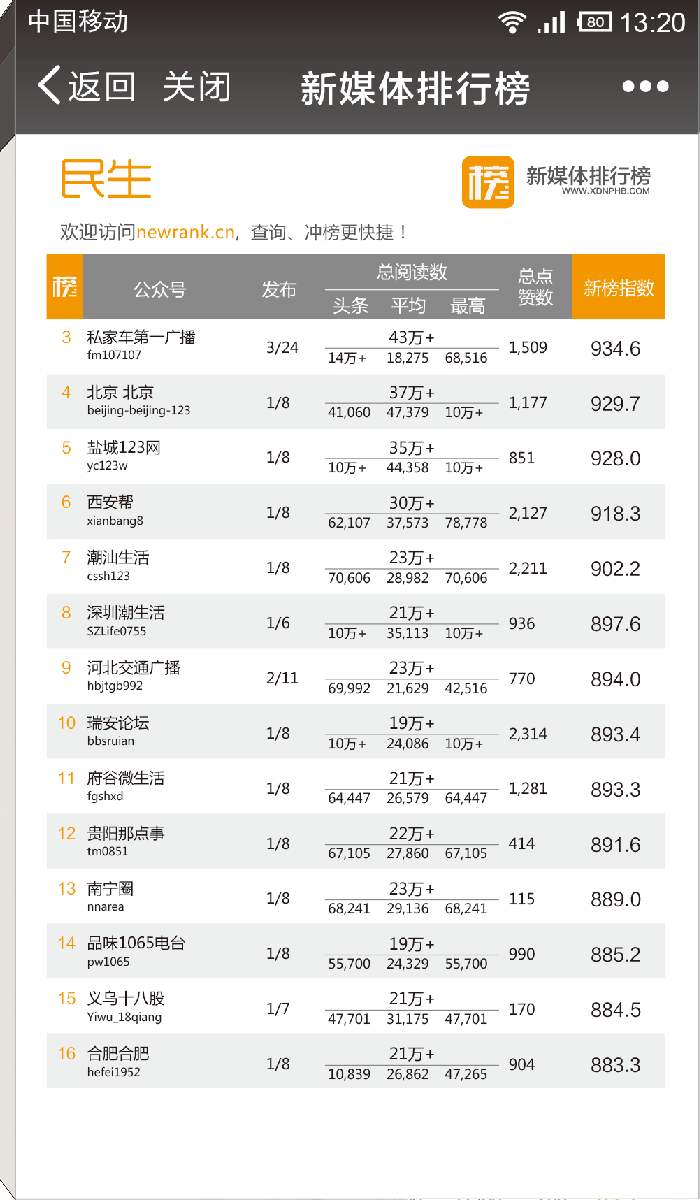 中国移动 80 13:20
返回 关闭 新媒体排行榜
民生
榜 新媒体排行榜
WWW.XDNPHB.COM
欢迎访问newrank.cn，查询、冲榜更快捷！
榜 公众号 发布 总阅读数 总点赞数 新榜指数
头条 平均 最高
3 私家车第一广播 fm107107 3/24 43万+ 14万+ 18,275 68,516 1,509 934.6
4 北京 北京 beijing-beijing-123 1/8 37万+ 41,060 47,379 10万+ 1,177 929.7
5 盐城123网 yc123w 1/8 35万+ 10万+ 44,358 10万+ 851 928.0
6 西安帮 xianbang8 1/8 30万+ 62,107 37,573 78,778 2,127 918.3
7 潮汕生活 cssh123 1/8 23万+ 70,606 28,982 70,606 2,211 902.2
8 深圳潮生活 SZLife0755 1/6 21万+ 10万+ 35,113 10万+ 936 897.6
9 河北交通广播 hbjtgb992 2/11 23万+ 69,992 21,629 42,516 770 894.0
10 瑞安论坛 bbsruian 1/8 19万+ 10万+ 24,086 10万+ 2,314 893.4
11 府谷微生活 fgshxd 1/8 21万+ 64,447 26,579 64,447 1,281 893.3
12 贵阳那点事 tm0851 1/8 22万+ 67,105 27,860 67,105 414 891.6
13 南宁圈 nnarea 1/8 23万+ 68,241 29,136 68,241 115 889.0
14 品味1065电台 pw1065 1/8 19万+ 55,700 24,329 55,700 990 885.2
15 义乌十八股 Yiwu_18qiang 1/7 21万+ 47,701 31,175 47,701 170 884.5
16 合肥合肥 hefei1952 1/8 21万+ 10,839 26,862 47,265 904 883.3